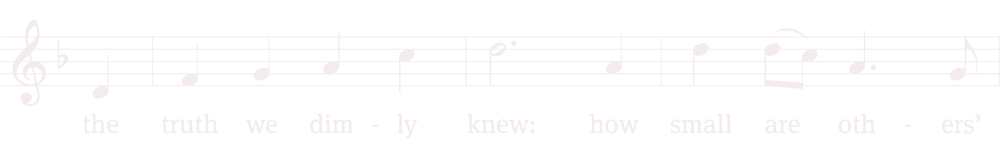 the truth we dim - ly knew: how small are oth - ers’